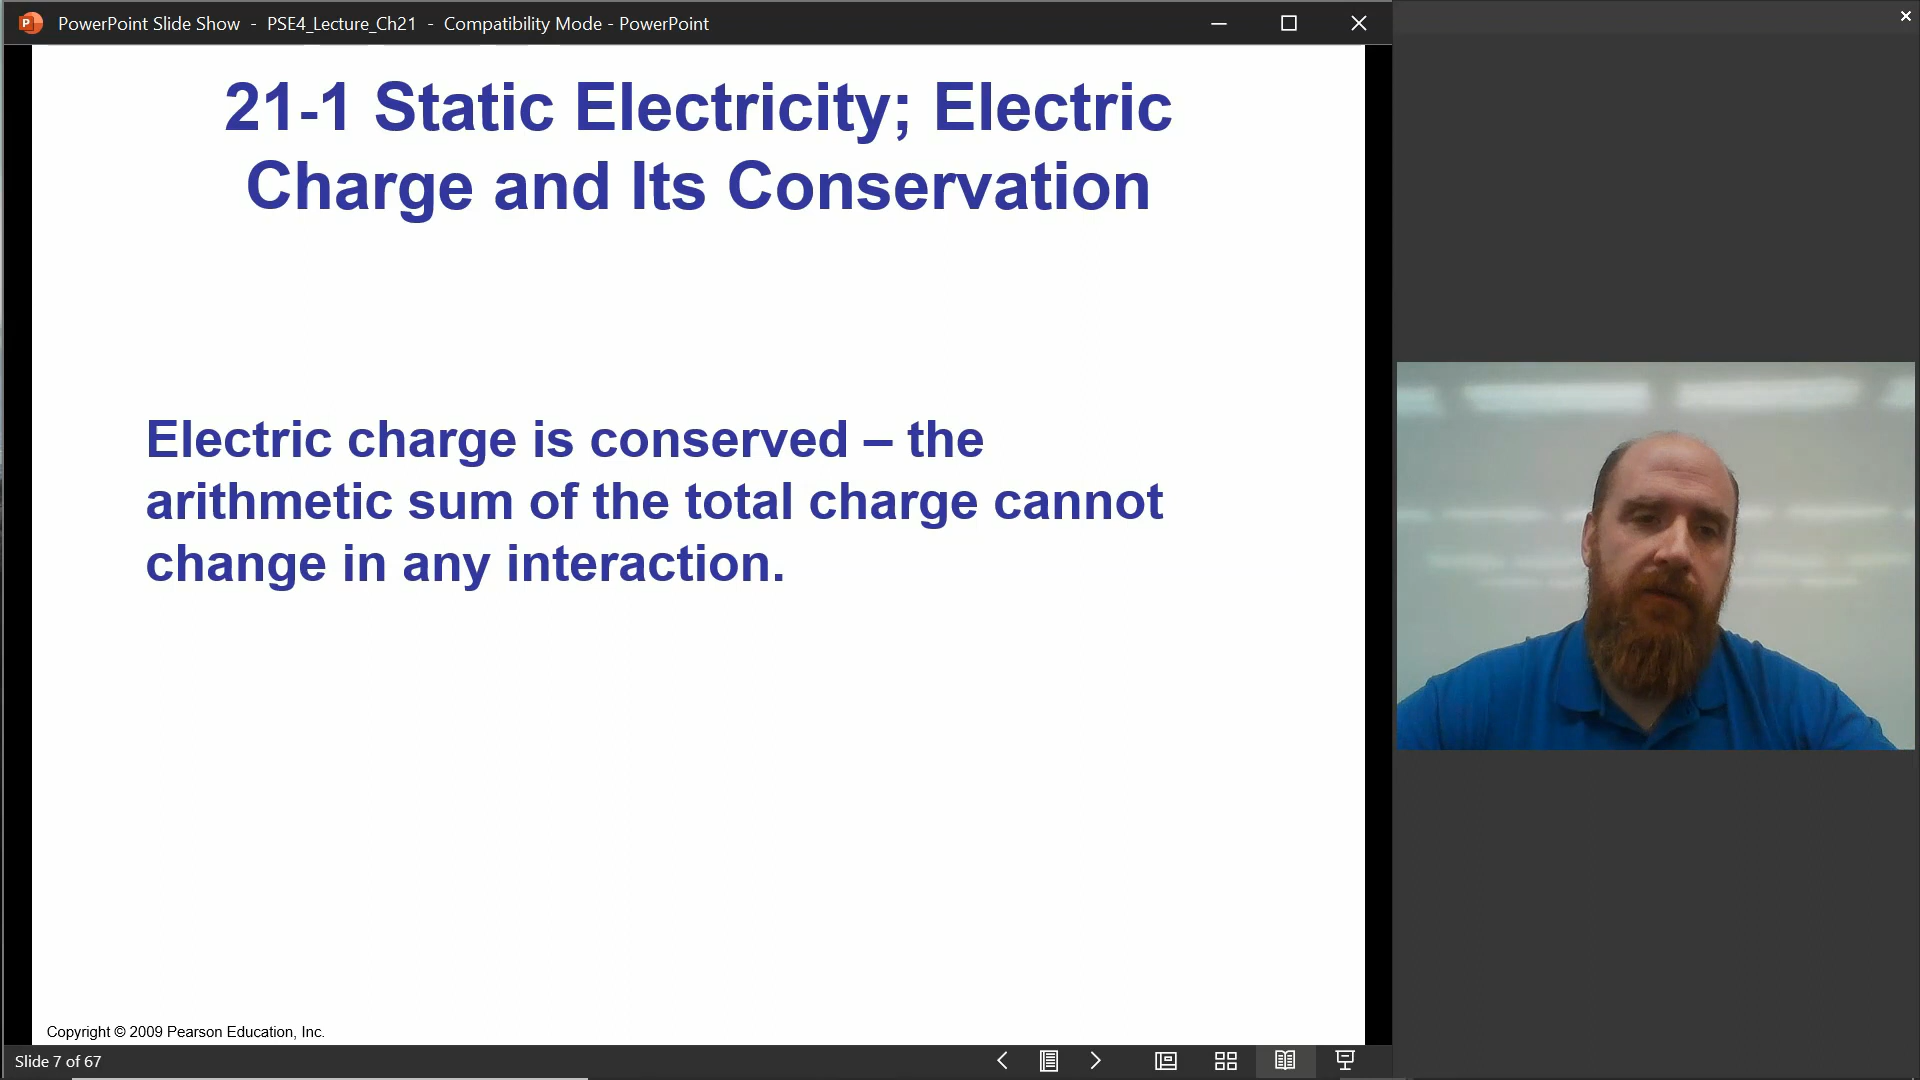 PowerPoint Slide Show - PSE4_Lecture_Ch21 - Compatibility Mode - PowerPoint
21-1 Static Electricity; Electric
Charge and Its Conservation
Electric charge is conserved – the
arithmetic sum of the total charge cannot
change in any interaction.
Copyright © 2009 Pearson Education, Inc.
Slide 7 of 67